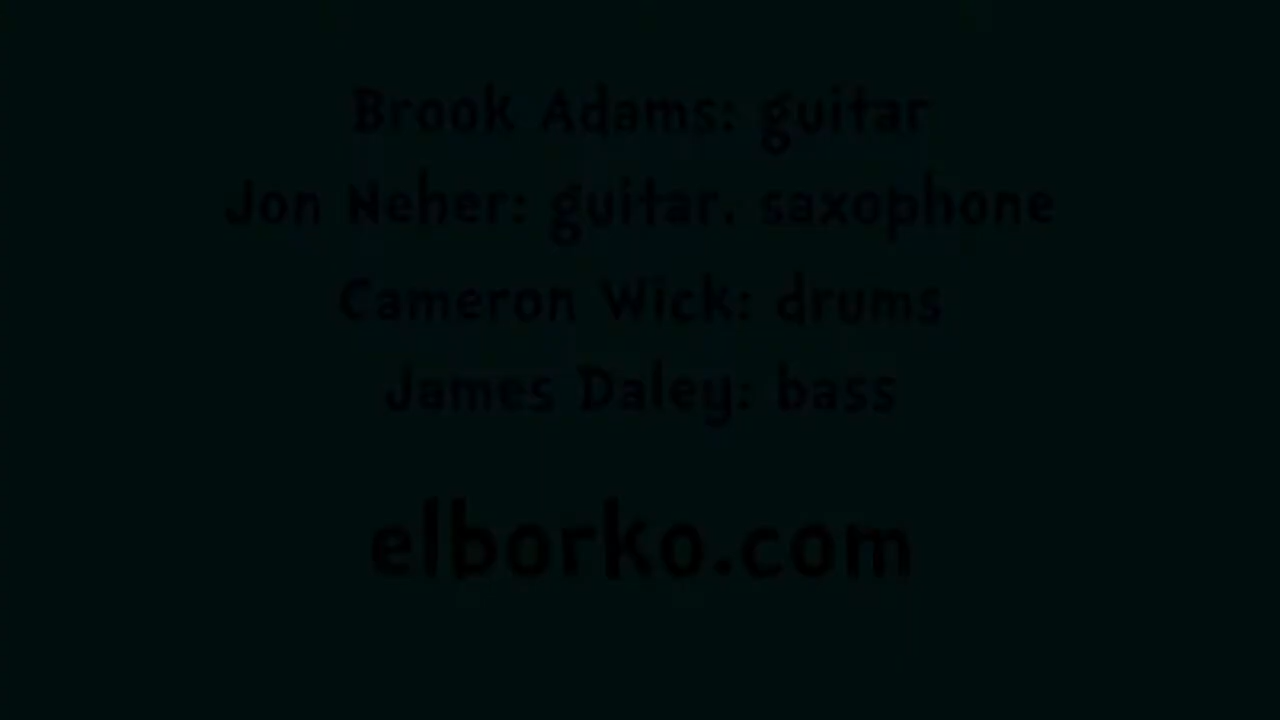 Brook Adams: guitar
Jon Neher: guitar, saxophone
Cameron Wick: drums
James Daley: bass
elborko.com